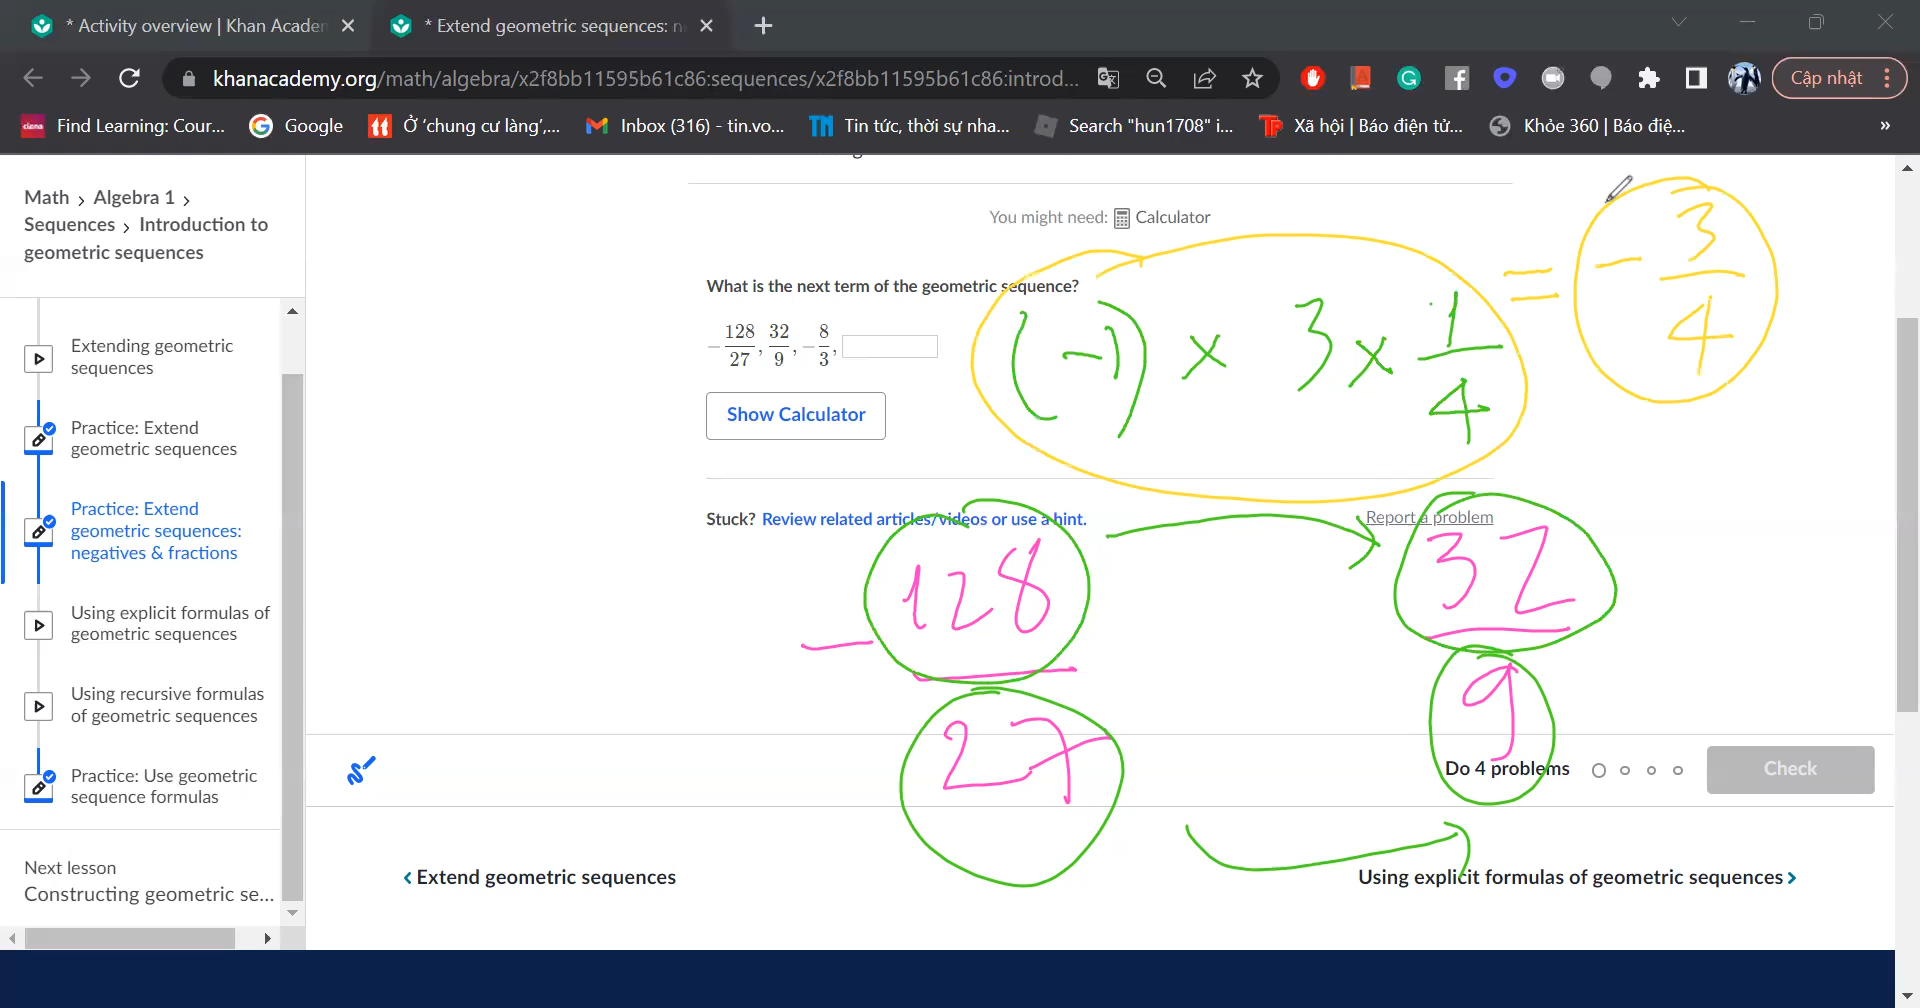 * Activity overview | Khan Academ
* Extend geometric sequences: n
khanacademy.org/math/algebra/x2f8bb11595b61c86:sequences/x2f8bb11595b61c86:introd...
Cập nhật
ciena
Find Learning: Cour...
Google
Ở ‘chung cư làng’,...
Inbox (316) - tin.vo...
TN
Tin tức, thời sự nha...
Search "hun1708" i...
TP
Xã hội | Báo điện tử...
Khỏe 360 | Báo điệ...
»
Math > Algebra 1 >
Sequences > Introduction to
geometric sequences
Extending geometric
sequences
Practice: Extend
geometric sequences
Practice: Extend
geometric sequences:
negatives & fractions
Using explicit formulas of
geometric sequences
Using recursive formulas
of geometric sequences
Practice: Use geometric
sequence formulas
Next lesson
Constructing geometric se...
You might need: Calculator
What is the next term of the geometric sequence?
-128/27, 32/9, -8/3,
Show Calculator
(-1) × 3 × 1/4 = -3/4
Stuck? Review related articles/videos or use a hint.
Report a problem
-128/27
32/9
Do 4 problems
Check
< Extend geometric sequences
Using explicit formulas of geometric sequences >